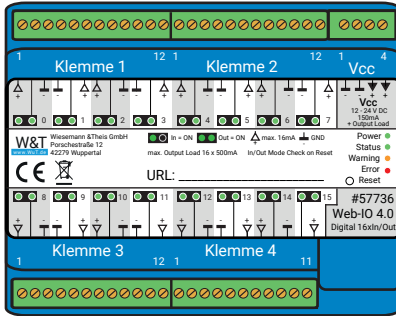 1 12 1 12 1 4
Klemme 1 Klemme 2 Vcc
+ - - + + - - + + - - + + - - + - - + +
0 1 2 3 4 5 6 7
Vcc
12 - 24 V DC
150mA
+ Output Load
W&T
www.WuT.de
Wiesemann &Theis GmbH
Porschestraße 12
42279 Wuppertal
In = ON Out = ON max. 16mA GND
max. Output Load 16 x 500mA In/Out Mode Check on Reset
Power
Status
Warning
Error
Reset
CE URL: ____________________
8 9 10 11 12 13 14 15
#57736
Web-IO 4.0
Digital 16xIn/Out
+ - - + + - - + + - - + + - - +
Klemme 3 Klemme 4
1 12 1 11